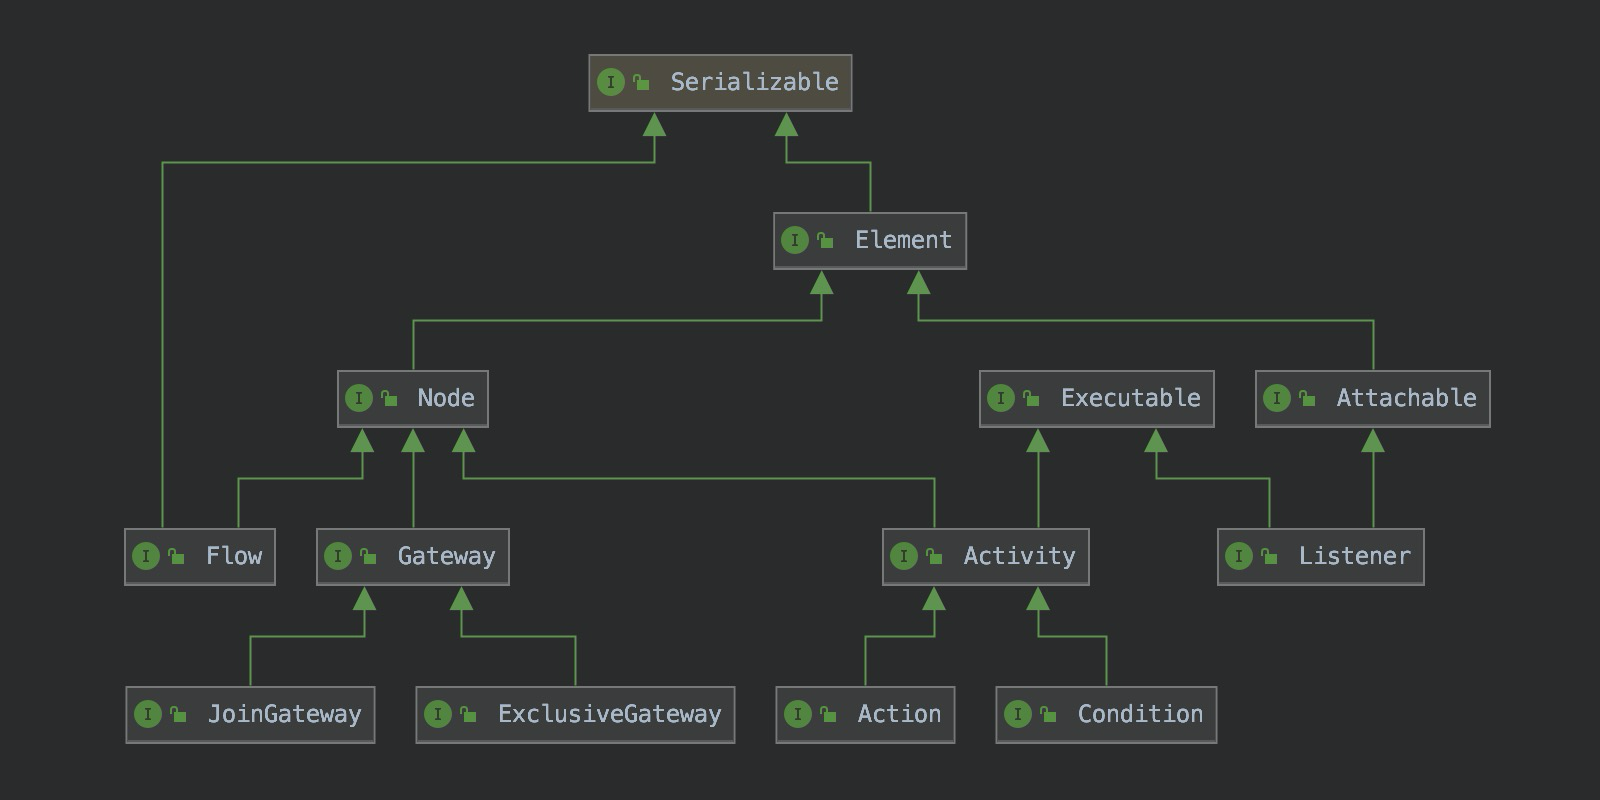 I Serializable
I Element
I Node
I Executable
I Attachable
I Flow
I Gateway
I Activity
I Listener
I JoinGateway
I ExclusiveGateway
I Action
I Condition